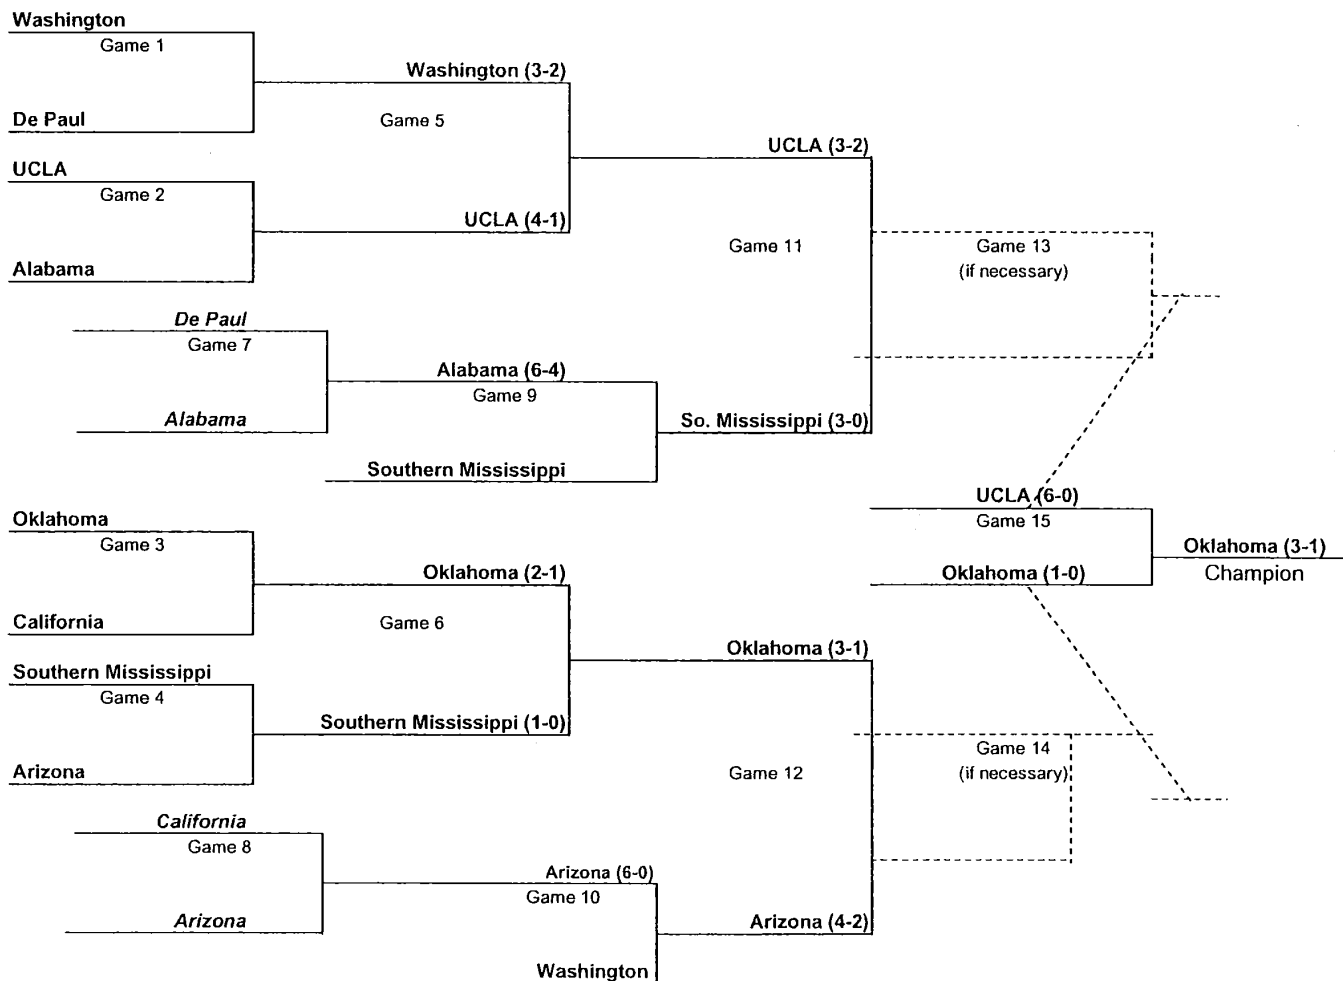 Washington
Game 1
Washington (3-2)
De Paul
Game 5
UCLA (3-2)
UCLA
Game 2
UCLA (4-1)
Alabama
Game 11
Game 13
(if necessary)
De Paul
Game 7
Alabama (6-4)
Game 9
Alabama
So. Mississippi (3-0)
Southern Mississippi
UCLA (6-0)
Game 15
Oklahoma (3-1)
Champion
Oklahoma (1-0)
Oklahoma
Game 3
Oklahoma (2-1)
California
Game 6
Oklahoma (3-1)
Southern Mississippi
Game 4
Southern Mississippi (1-0)
Arizona
Game 12
Game 14
(if necessary)
California
Game 8
Arizona (6-0)
Game 10
Arizona
Arizona (4-2)
Washington